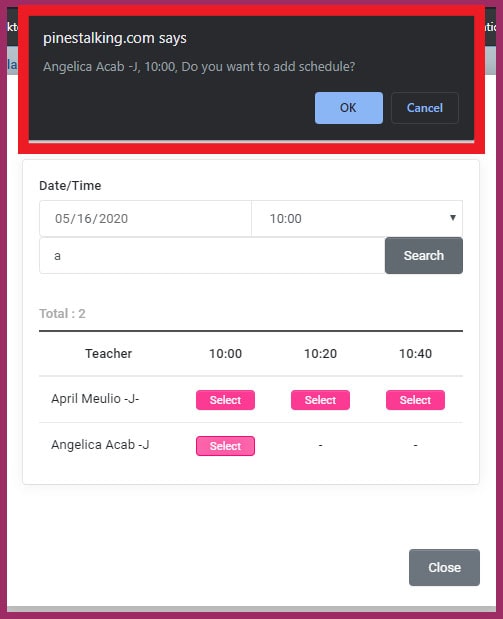 pinestalking.com says
Angelica Acab -J, 10:00, Do you want to add schedule?
OK Cancel
Date/Time
05/16/2020 10:00
a Search
Total : 2
Teacher 10:00 10:20 10:40
April Meulio -J- Select Select Select
Angelica Acab -J Select - -
Close